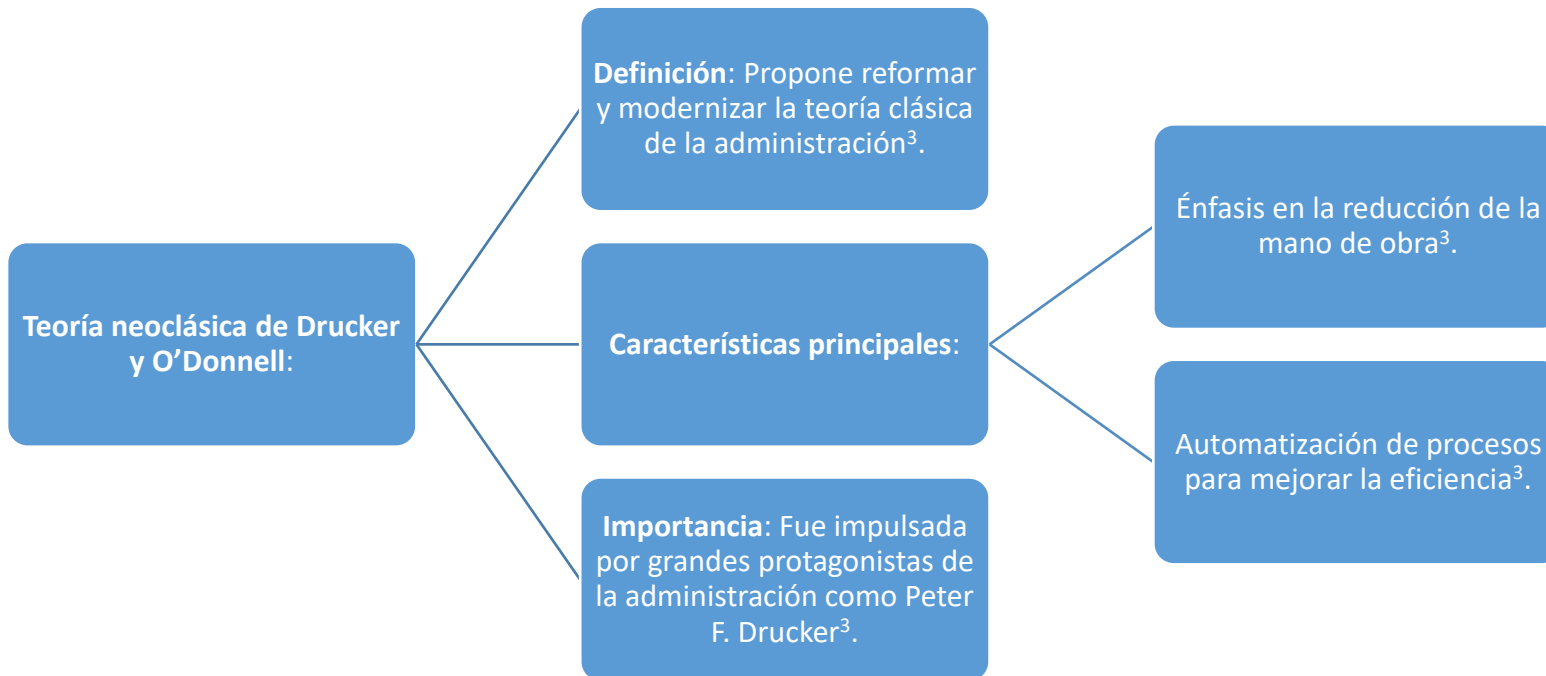 Teoría neoclásica de Drucker
y O’Donnell:
Definición: Propone reformar
y modernizar la teoría clásica
de la administración³.
Características principales:
Énfasis en la reducción de la
mano de obra³.
Automatización de procesos
para mejorar la eficiencia³.
Importancia: Fue impulsada
por grandes protagonistas de
la administración como Peter
F. Drucker³.